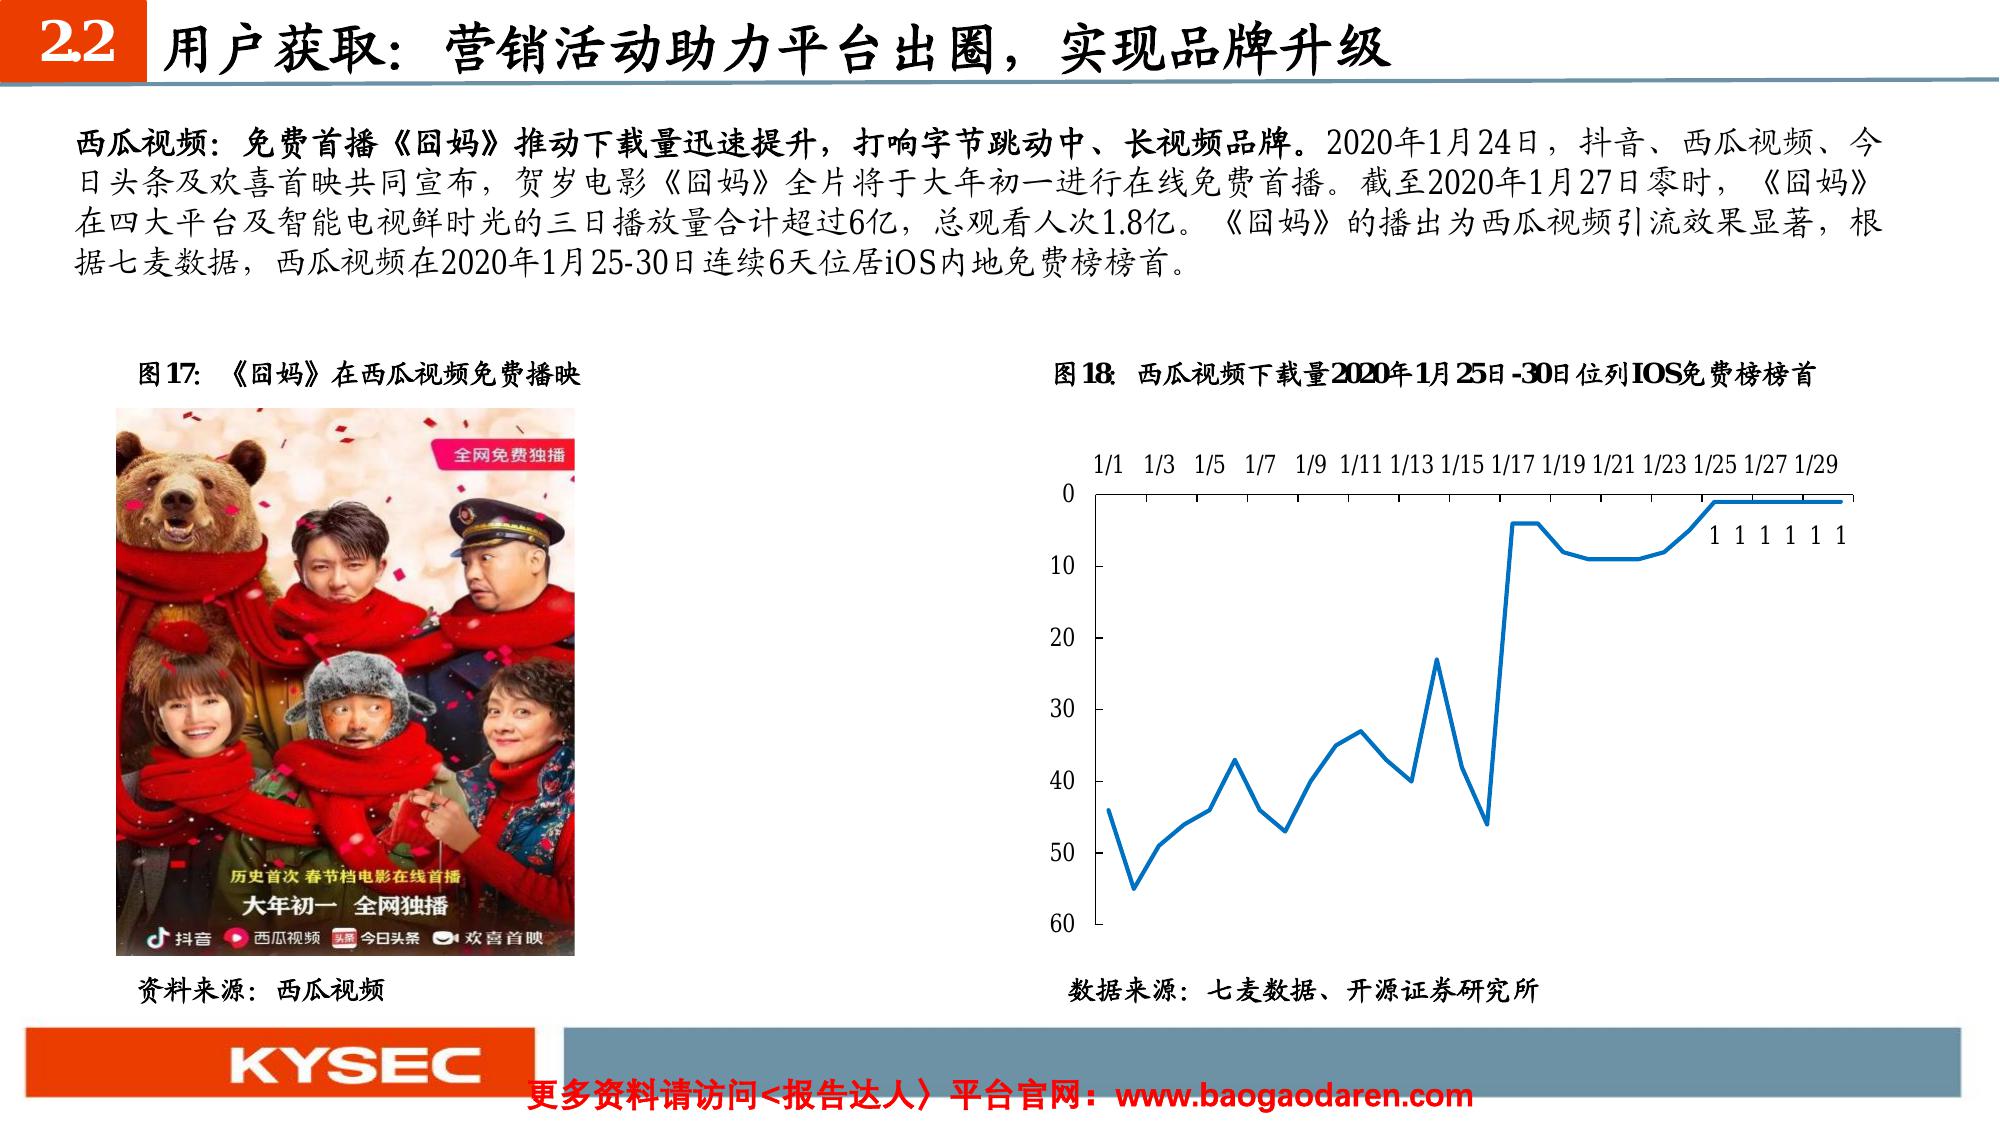 2.2 用户获取：营销活动助力平台出圈，实现品牌升级
西瓜视频：免费首播《囧妈》推动下载量迅速提升，打响字节跳动中、长视频品牌。2020年1月24日，抖音、西瓜视频、今
日头条及欢喜首映共同宣布，贺岁电影《囧妈》全片将于大年初一进行在线免费首播。截至2020年1月27日零时，《囧妈》
在四大平台及智能电视鲜时光的三日播放量合计超过6亿，总观看人次1.8亿。《囧妈》的播出为西瓜视频引流效果显著，根
据七麦数据，西瓜视频在2020年1月25-30日连续6天位居iOS内地免费榜榜首。
图17：《囧妈》在西瓜视频免费播映
全网免费独播
历史首次 春节档电影在线首播
大年初一 全网独播
抖音 西瓜视频 头条 今日头条 欢喜首映
资料来源：西瓜视频
图18：西瓜视频下载量2020年1月25日-30日位列IOS免费榜榜首
1/1 1/3 1/5 1/7 1/9 1/11 1/13 1/15 1/17 1/19 1/21 1/23 1/25 1/27 1/29
0
1 1 1 1 1 1
10
20
30
40
50
60
数据来源：七麦数据、开源证券研究所
KYSEC
更多资料请访问<报告达人〉平台官网：www.baogaodaren.com